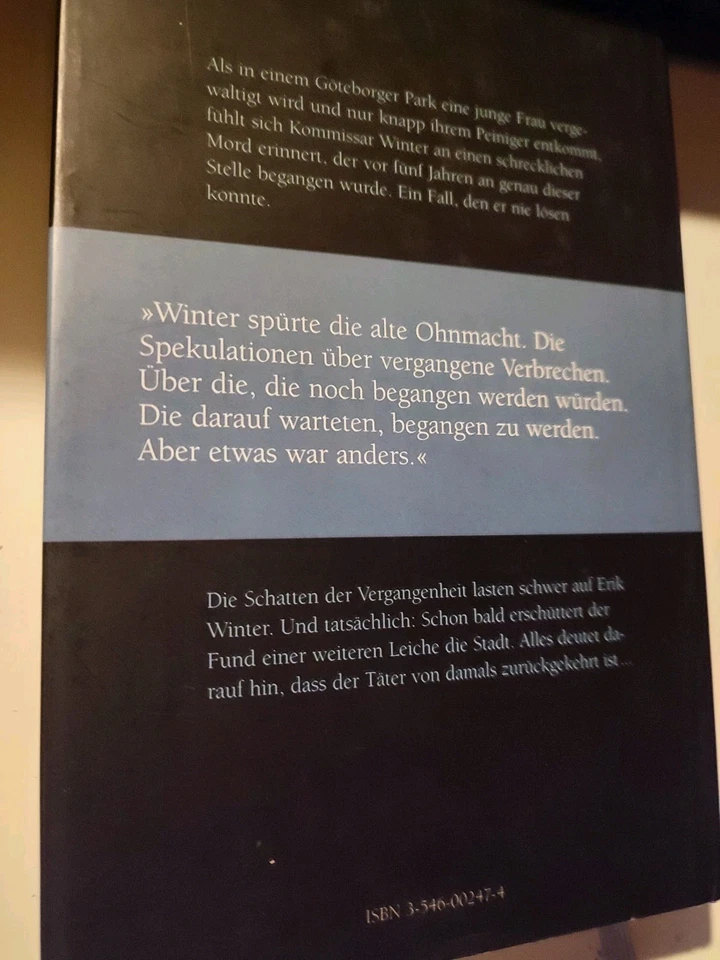 Als in einem Göteborger Park eine junge Frau verge-
waltigt wird und nur knapp ihrem Peiniger entkommt,
fühlt sich Kommissar Winter an einen schrecklichen
Mord erinnert, der vor fünf Jahren an genau dieser
Stelle begangen wurde. Ein Fall, den er nie lösen
konnte.
»Winter spürte die alte Ohnmacht. Die
Spekulationen über vergangene Verbrechen.
Über die, die noch begangen werden würden.
Die darauf warteten, begangen zu werden.
Aber etwas war anders.«
Die Schatten der Vergangenheit lasten schwer auf Erik
Winter. Und tatsächlich: Schon bald erschüttert der
Fund einer weiteren Leiche die Stadt. Alles deutet da-
rauf hin, dass der Täter von damals zurückgekehrt ist ...
ISBN 3-546-00247-4